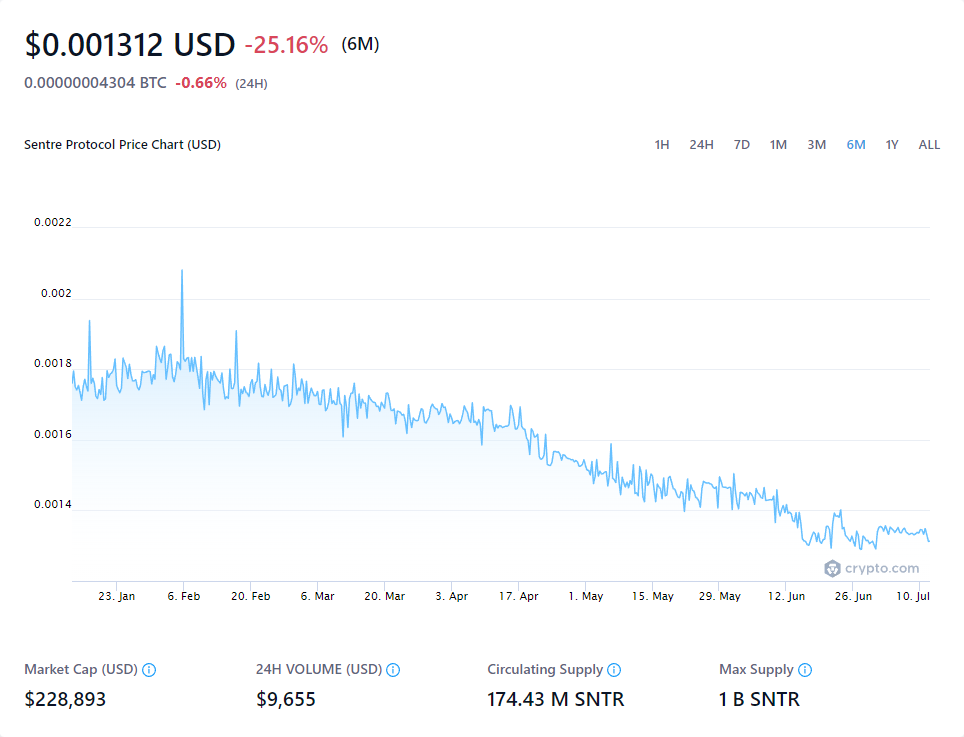 $0.001312 USD -25.16% (6M)
0.00000004304 BTC -0.66% (24H)
Sentre Protocol Price Chart (USD) 1H 24H 7D 1M 3M 6M 1Y ALL
0.0022
0.002
0.0018
0.0016
0.0014
crypto.com
23. Jan 6. Feb 20. Feb 6. Mar 20. Mar 3. Apr 17. Apr 1. May 15. May 29. May 12. Jun 26. Jun 10. Jul
Market Cap (USD) 24H VOLUME (USD) Circulating Supply Max Supply
$228,893 $9,655 174.43 M SNTR 1 B SNTR